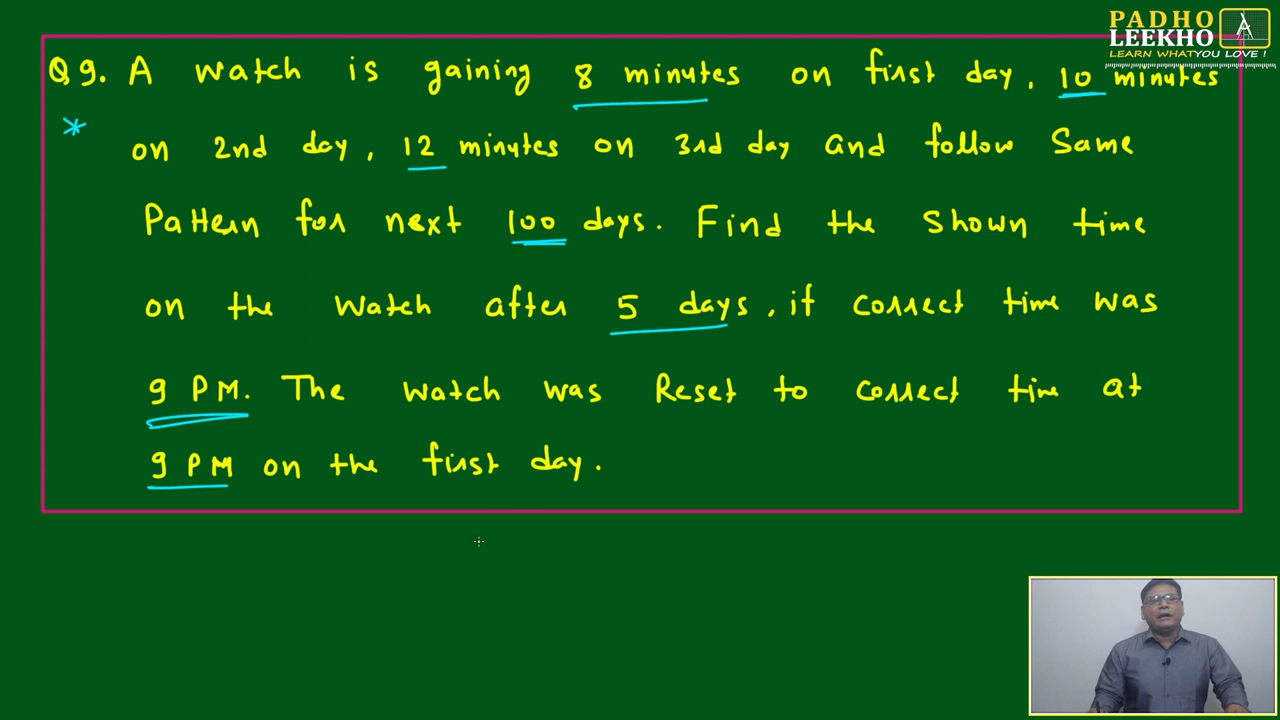 PADHO
LEEKHO
LEARN WHAT YOU LOVE !
Q9. A watch is gaining 8 minutes on first day, 10 minutes
on 2nd day, 12 minutes on 3rd day and follow Same
Pattern for next 100 days. Find the shown time
on the watch after 5 days, if correct time was
9 PM. The watch was Reset to correct time at
9 PM on the first day.